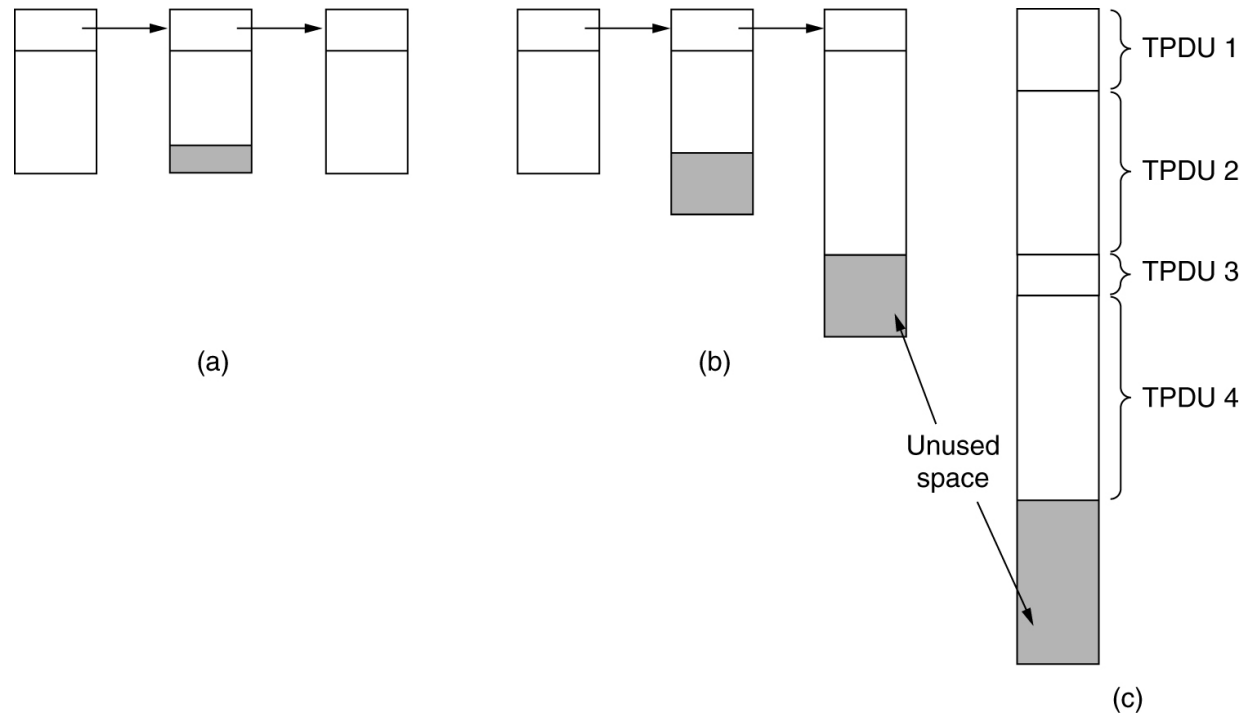 TPDU 1
TPDU 2
TPDU 3
(a)
(b)
TPDU 4
Unused
space
(c)